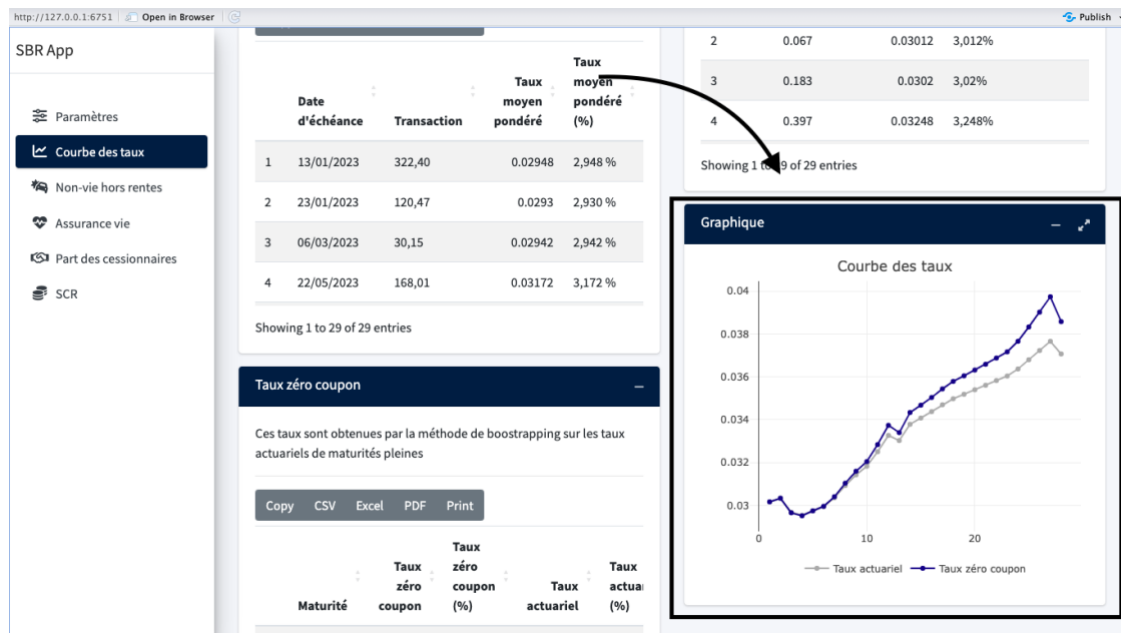 http://127.0.0.1:6751 Open in Browser Publish
SBR App
Paramètres
Courbe des taux
Non-vie hors rentes
Assurance vie
Part des cessionnaires
SCR
Date d'échéance Transaction Taux moyen pondéré Taux moyen pondéré (%)
1 13/01/2023 322,40 0.02948 2,948 %
2 23/01/2023 120,47 0.0293 2,930 %
3 06/03/2023 30,15 0.02942 2,942 %
4 22/05/2023 168,01 0.03172 3,172 %
Showing 1 to 29 of 29 entries
Taux zéro coupon
Ces taux sont obtenues par la méthode de boostrapping sur les taux
actuariels de maturités pleines
Copy CSV Excel PDF Print
Maturité Taux zéro coupon Taux zéro coupon (%) Taux actuariel Taux (%)
2 0.067 0.03012 3,012%
3 0.183 0.0302 3,02%
4 0.397 0.03248 3,248%
Showing 1 to 29 of 29 entries
Graphique
Courbe des taux
0.04
0.038
0.036
0.034
0.032
0.03
0 10 20
Taux actuariel Taux zéro coupon